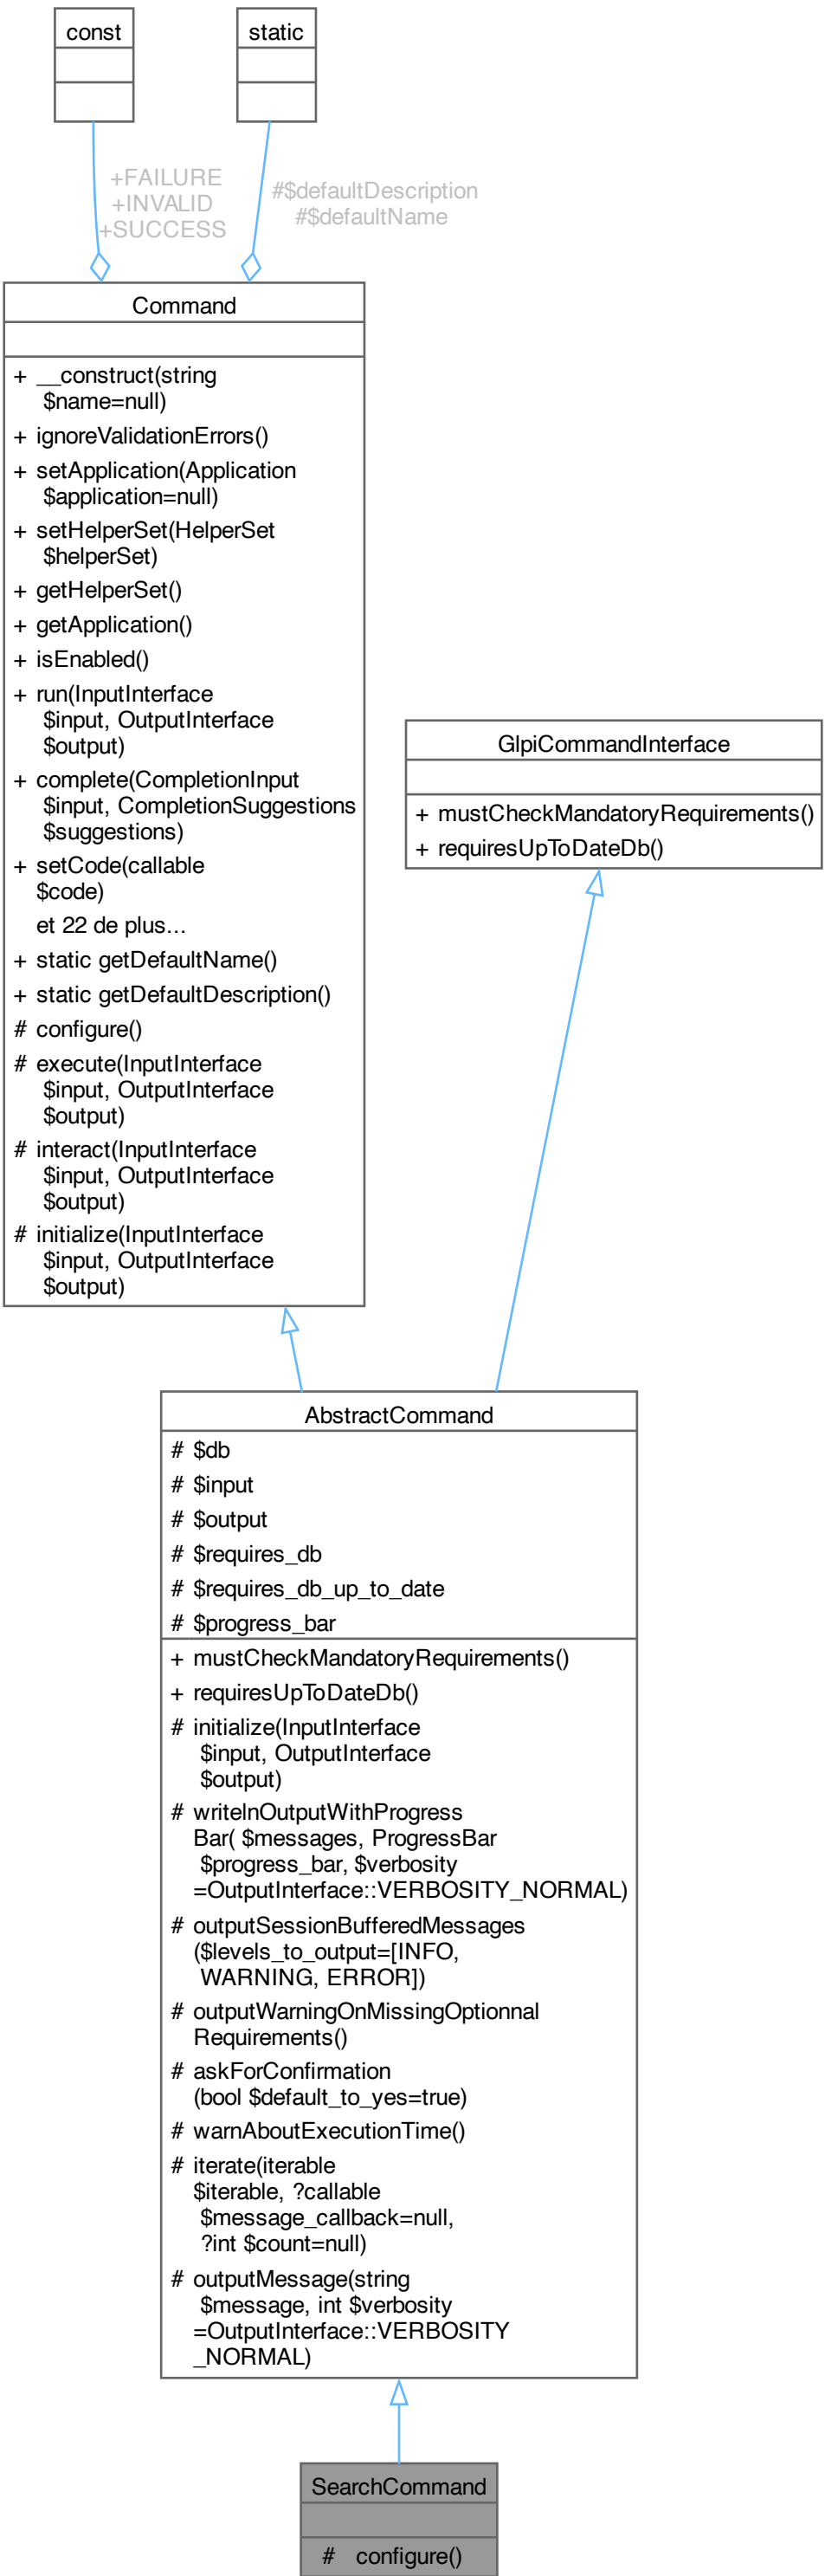 const
static
+FAILURE
+INVALID
+SUCCESS
#$defaultDescription
#$defaultName
Command
+ __construct(string
$name=null)
+ ignoreValidationErrors()
+ setApplication(Application
$application=null)
+ setHelperSet(HelperSet
$helperSet)
+ getHelperSet()
+ getApplication()
+ isEnabled()
+ run(InputInterface
$input, OutputInterface
$output)
+ complete(CompletionInput
$input, CompletionSuggestions
$suggestions)
+ setCode(callable
$code)
et 22 de plus...
+ static getDefaultName()
+ static getDefaultDescription()
# configure()
# execute(InputInterface
$input, OutputInterface
$output)
# interact(InputInterface
$input, OutputInterface
$output)
# initialize(InputInterface
$input, OutputInterface
$output)
GlpiCommandInterface
+ mustCheckMandatoryRequirements()
+ requiresUpToDateDb()
AbstractCommand
# $db
# $input
# $output
# $requires_db
# $requires_db_up_to_date
# $progress_bar
+ mustCheckMandatoryRequirements()
+ requiresUpToDateDb()
# initialize(InputInterface
$input, OutputInterface
$output)
# writelnOutputWithProgress
Bar( $messages, ProgressBar
$progress_bar, $verbosity
=OutputInterface::VERBOSITY_NORMAL)
# outputSessionBufferedMessages
($levels_to_output=[INFO,
WARNING, ERROR])
# outputWarningOnMissingOptionnal
Requirements()
# askForConfirmation
(bool $default_to_yes=true)
# warnAboutExecutionTime()
# iterate(iterable
$iterable, ?callable
$message_callback=null,
?int $count=null)
# outputMessage(string
$message, int $verbosity
=OutputInterface::VERBOSITY
_NORMAL)
SearchCommand
# configure()